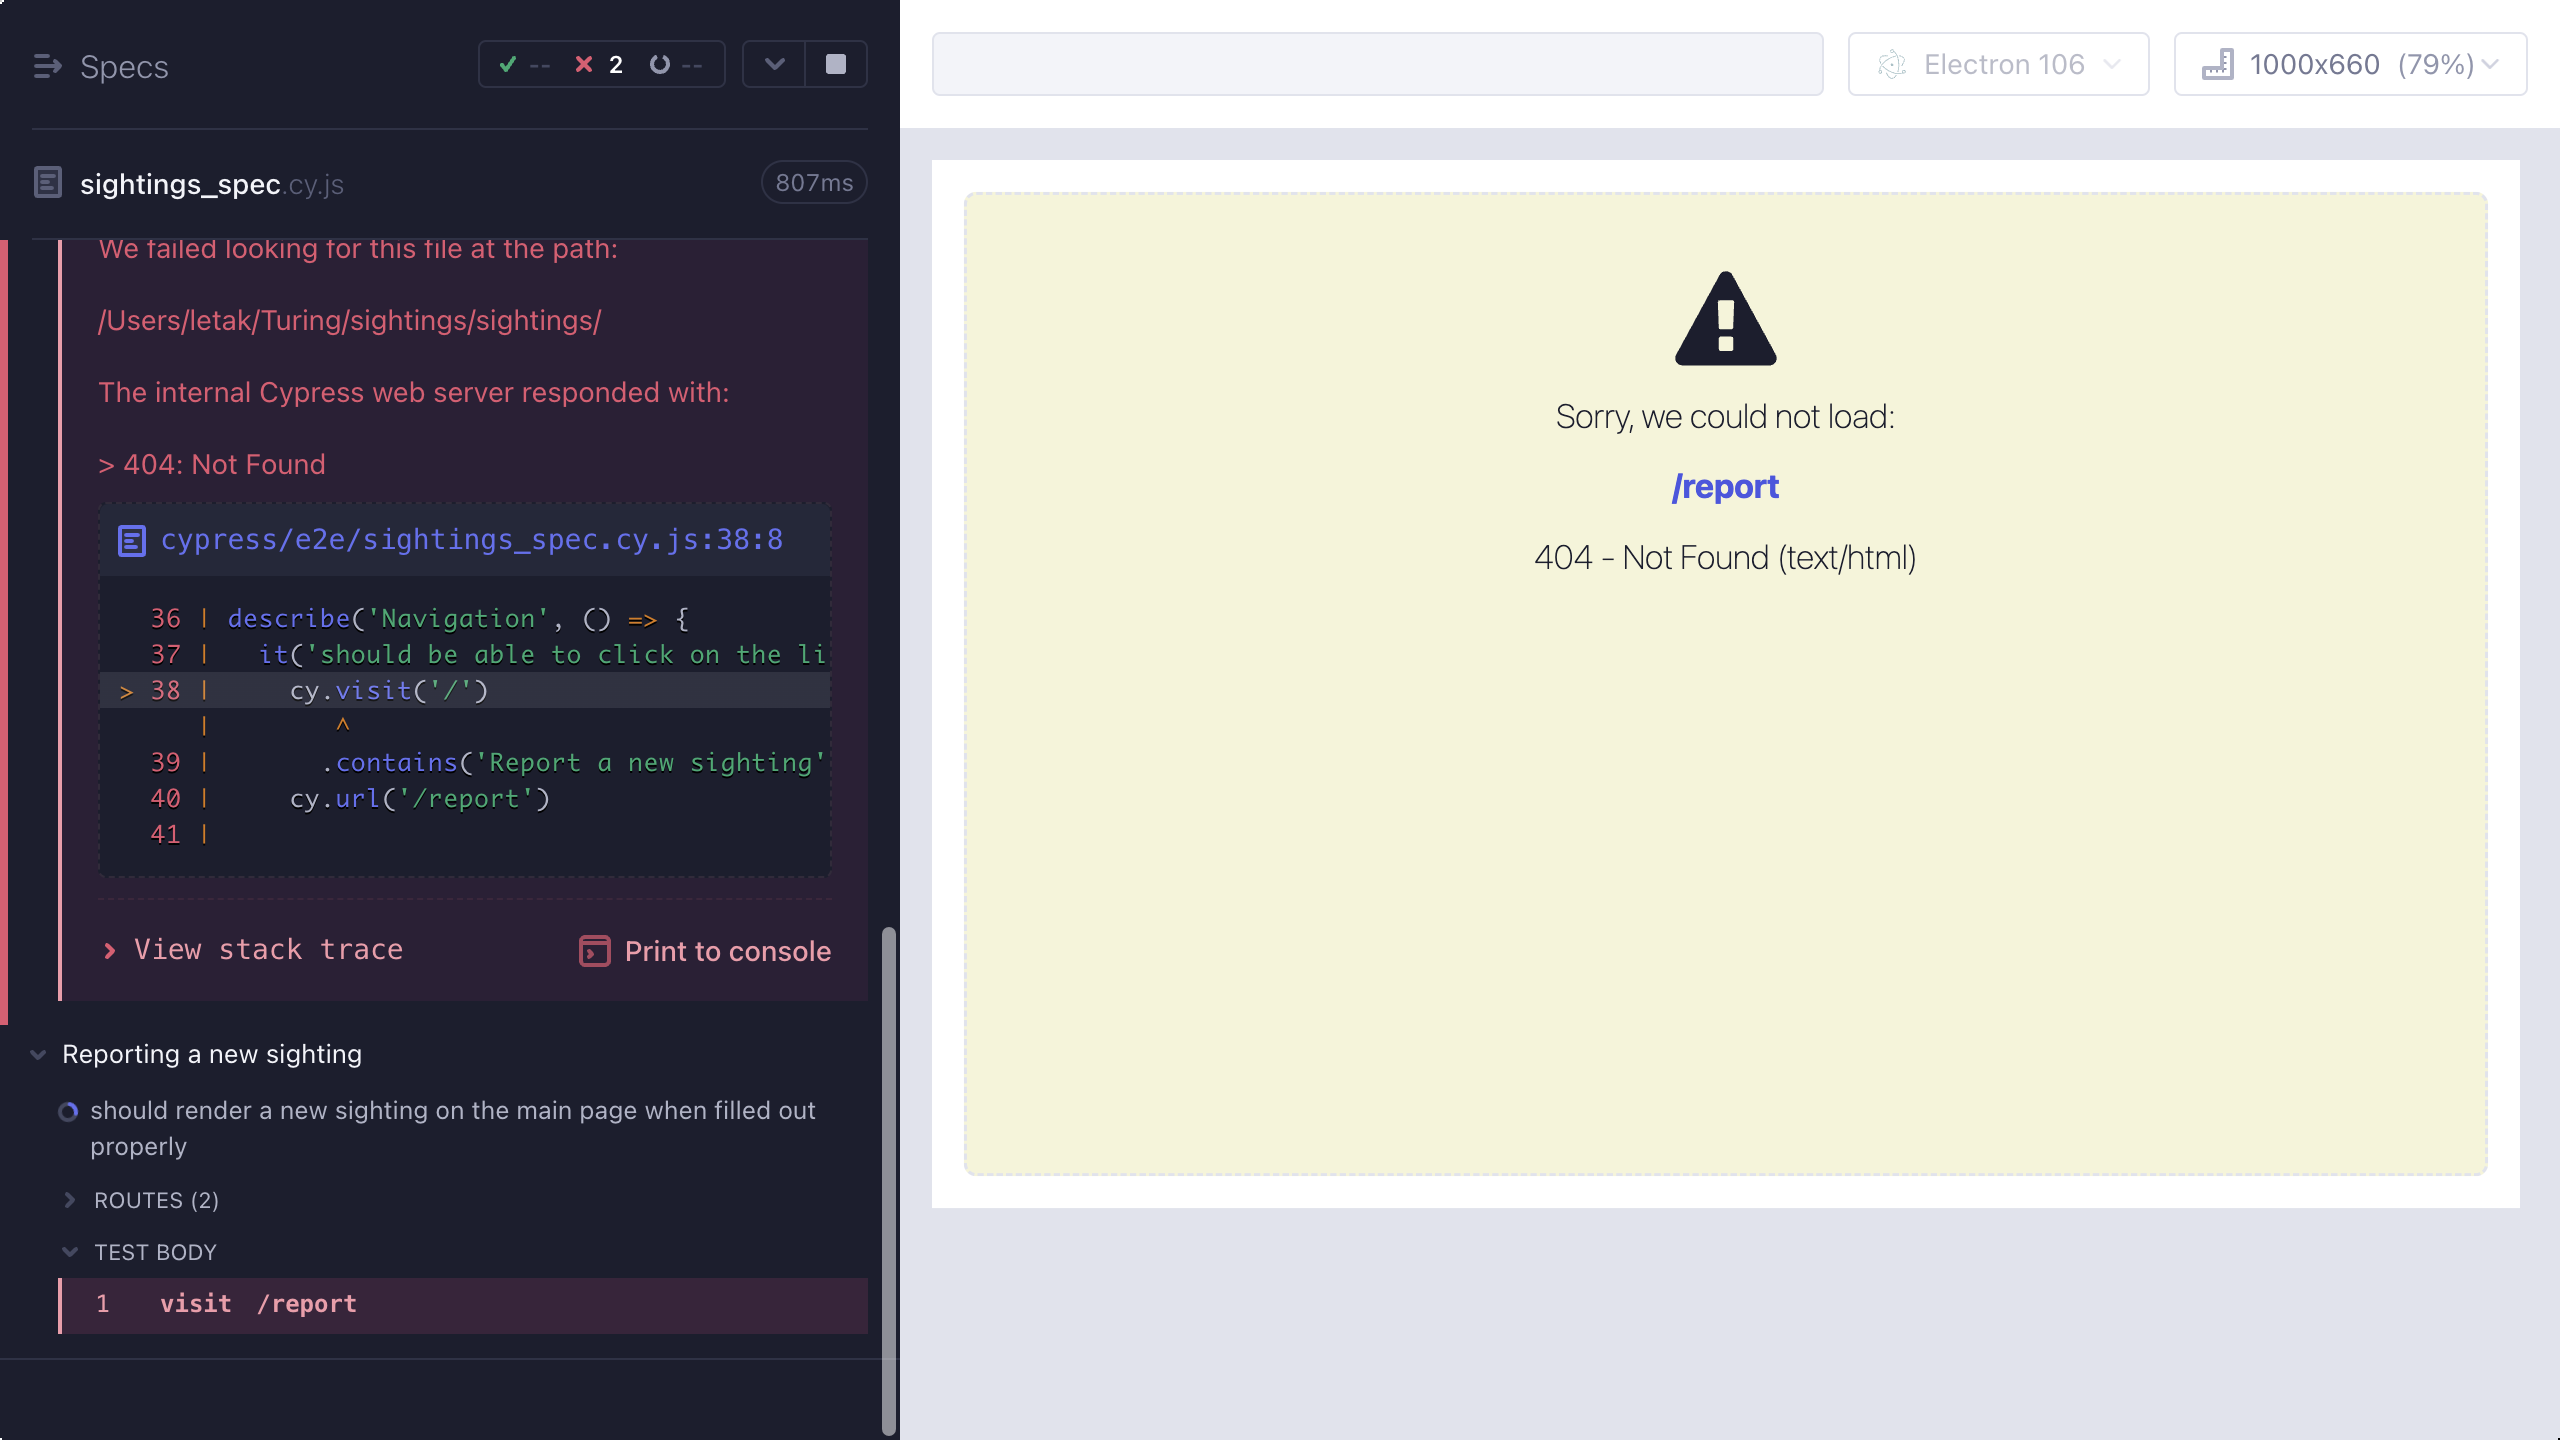 Specs
-- 2 --
Electron 106
1000x660 (79%)
sightings_spec.cy.js
807ms
We failed looking for this file at the path:
/Users/letak/Turing/sightings/sightings/
The internal Cypress web server responded with:
> 404: Not Found
cypress/e2e/sightings_spec.cy.js:38:8
36 | describe('Navigation', () => {
37 |   it('should be able to click on the li
> 38 |     cy.visit('/')
|        ^
39 |       .contains('Report a new sighting'
40 |     cy.url('/report')
41 |
View stack trace
Print to console
Reporting a new sighting
should render a new sighting on the main page when filled out
properly
ROUTES (2)
TEST BODY
1 visit /report
Sorry, we could not load:
/report
404 - Not Found (text/html)